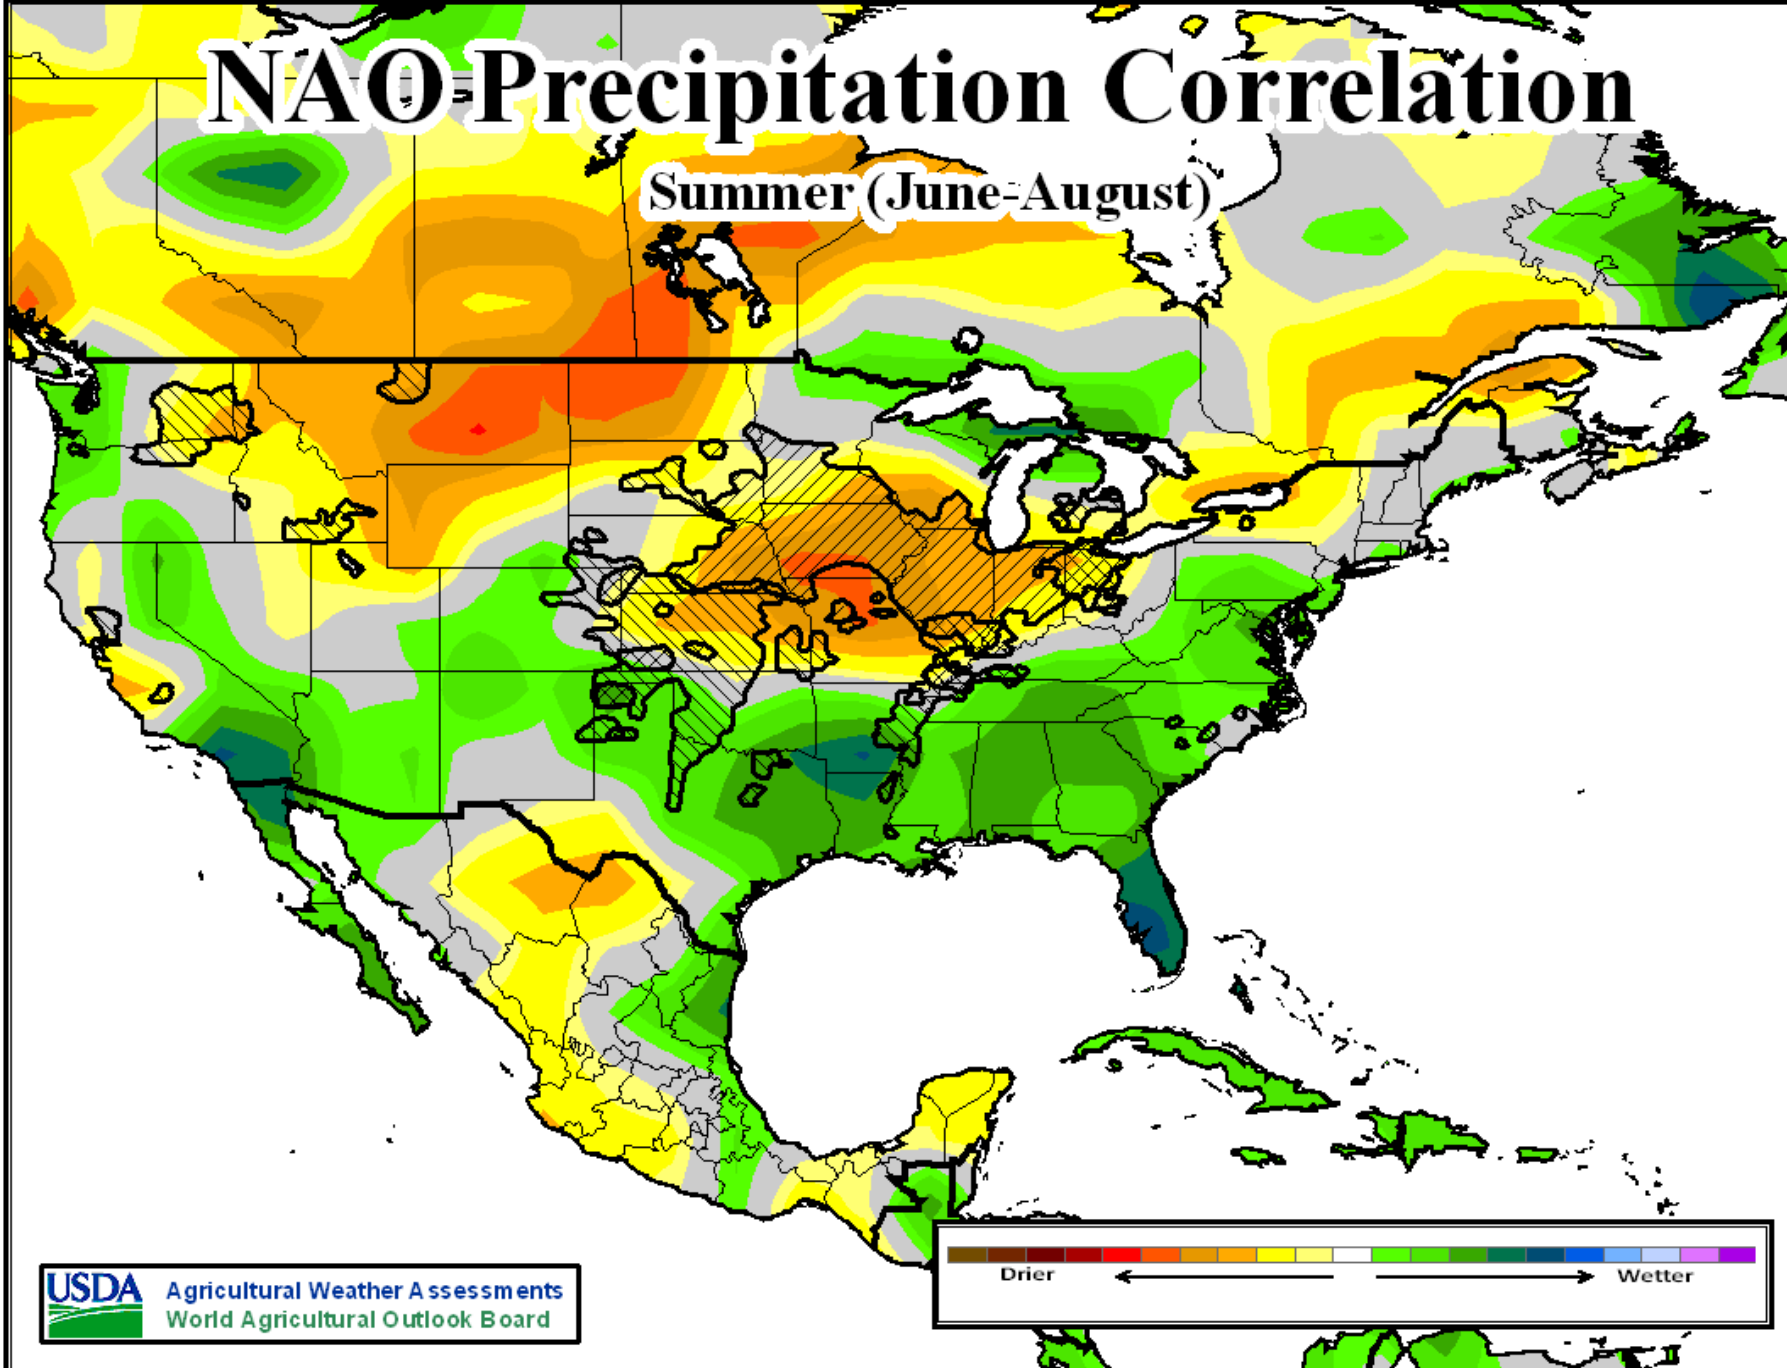 NAO Precipitation Correlation
Summer (June-August)
Drier
Wetter
USDA
Agricultural Weather Assessments
World Agricultural Outlook Board